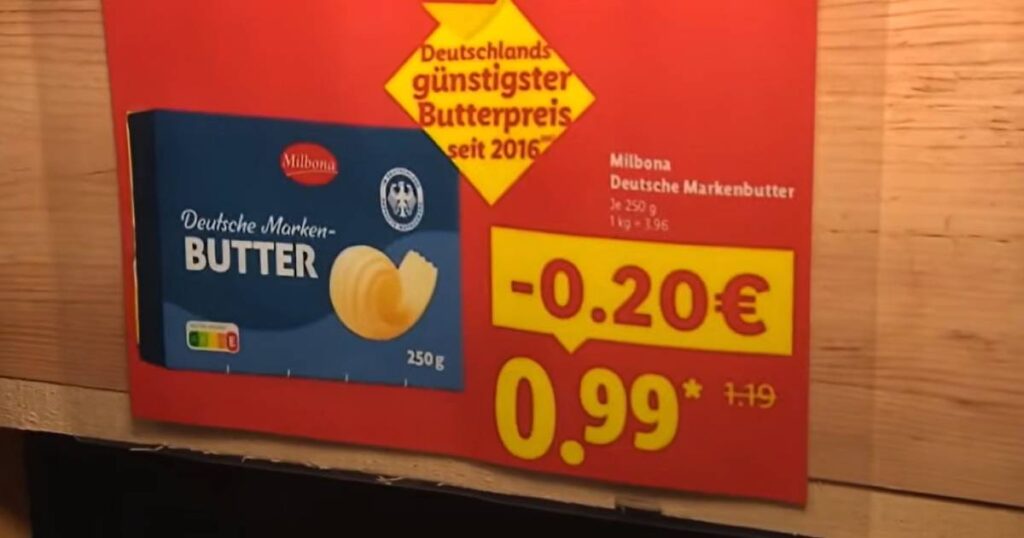 Deutschlands
günstigster
Butterpreis
seit 2016
Milbona
Deutsche Marken-
BUTTER
250g
Milbona
Deutsche Markenbutter
Je 250 g
1 kg = 3.96
-0.20€
0.99* 1.19